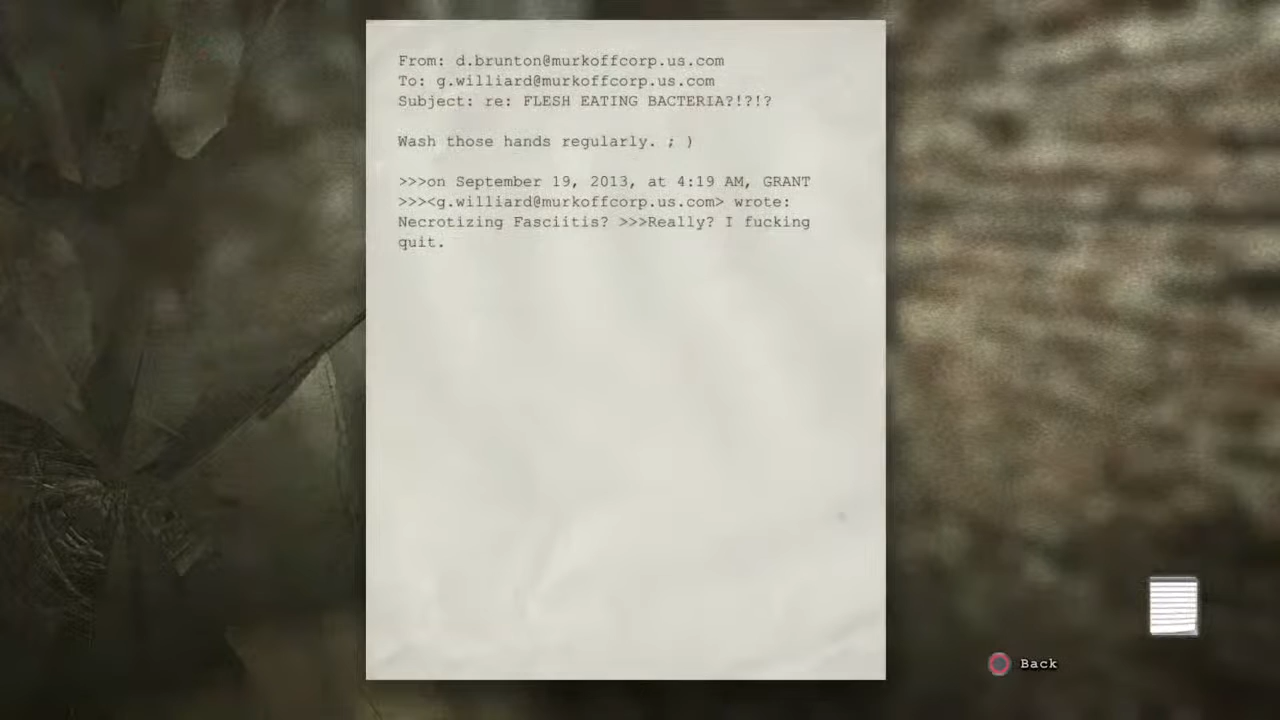 From: d.brunton@murkoffcorp.us.com
To: g.williard@murkoffcorp.us.com
Subject: re: FLESH EATING BACTERIA?!?!?
Wash those hands regularly. ; )
>>>on September 19, 2013, at 4:19 AM, GRANT
>>><g.williard@murkoffcorp.us.com> wrote:
Necrotizing Fasciitis? >>>Really? I fucking
quit.
Back